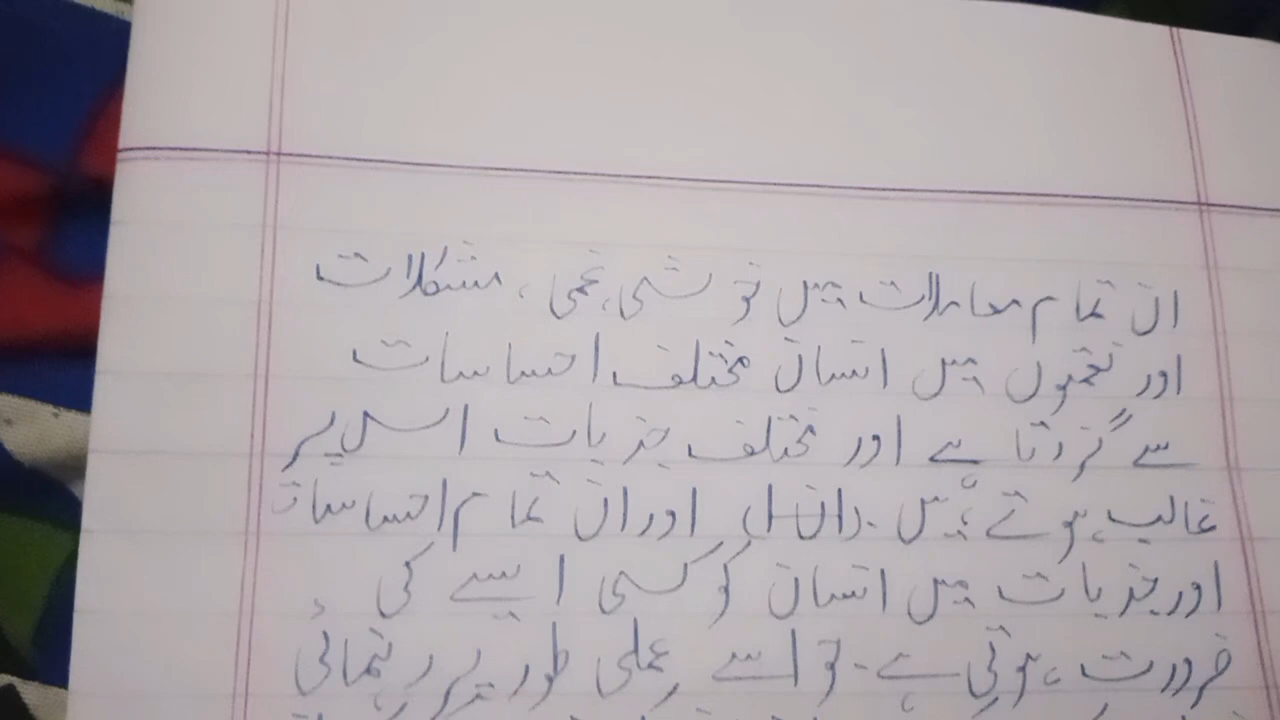 ان تمام معاملات میں خوشی، غمی، مشکلات
اور نعمتوں میں انسان مختلف احساسات
سے گزرتا ہے اور مختلف جذبات اس پر
غالب ہوتے ہیں۔ اور ان تمام احساسات
اور جذبات میں انسان کو کسی ایسے کی
ضرورت ہوتی ہے۔ تو اسے عملی طور پر رہنمائی